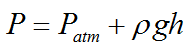 P = P_atm + ρgh